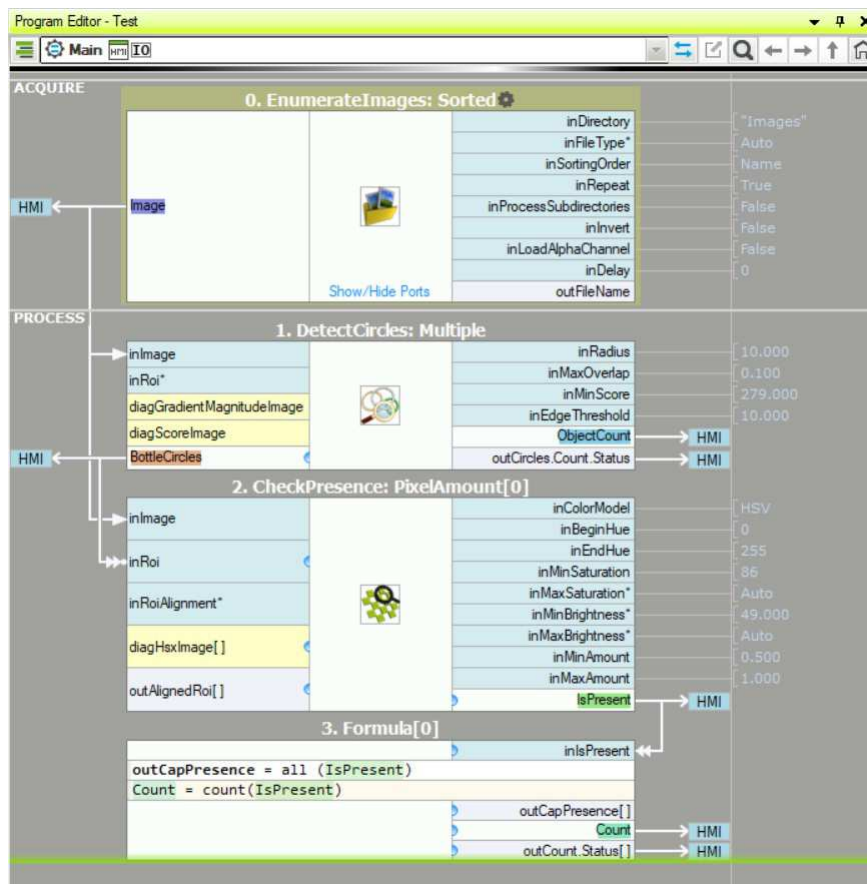 Program Editor - Test
Main HMI IO
ACQUIRE
0. EnumerateImages: Sorted
HMI
Image
Show/Hide Ports
inDirectory "Images"
inFileType* Auto
inSortingOrder Name
inRepeat True
inProcessSubdirectories False
inInvert False
inLoadAlphaChannel False
inDelay 0
outFileName
PROCESS
1. DetectCircles: Multiple
inImage
inRoi*
diagGradientMagnitudeImage
diagScoreImage
HMI BottleCircles
inRadius 10.000
inMaxOverlap 0.100
inMinScore 279.000
inEdgeThreshold 10.000
ObjectCount HMI
outCircles.Count.Status HMI
2. CheckPresence: PixelAmount[0]
inImage
inRoi
inRoiAlignment*
diagHsxImage[ ]
outAlignedRoi[ ]
inColorModel HSV
inBeginHue 0
inEndHue 255
inMinSaturation 86
inMaxSaturation* Auto
inMinBrightness* 49.000
inMaxBrightness* Auto
inMinAmount 0.500
inMaxAmount 1.000
IsPresent HMI
3. Formula[0]
inIsPresent
outCapPresence = all (IsPresent)
Count = count(IsPresent)
outCapPresence[ ]
Count HMI
outCount.Status[ ] HMI